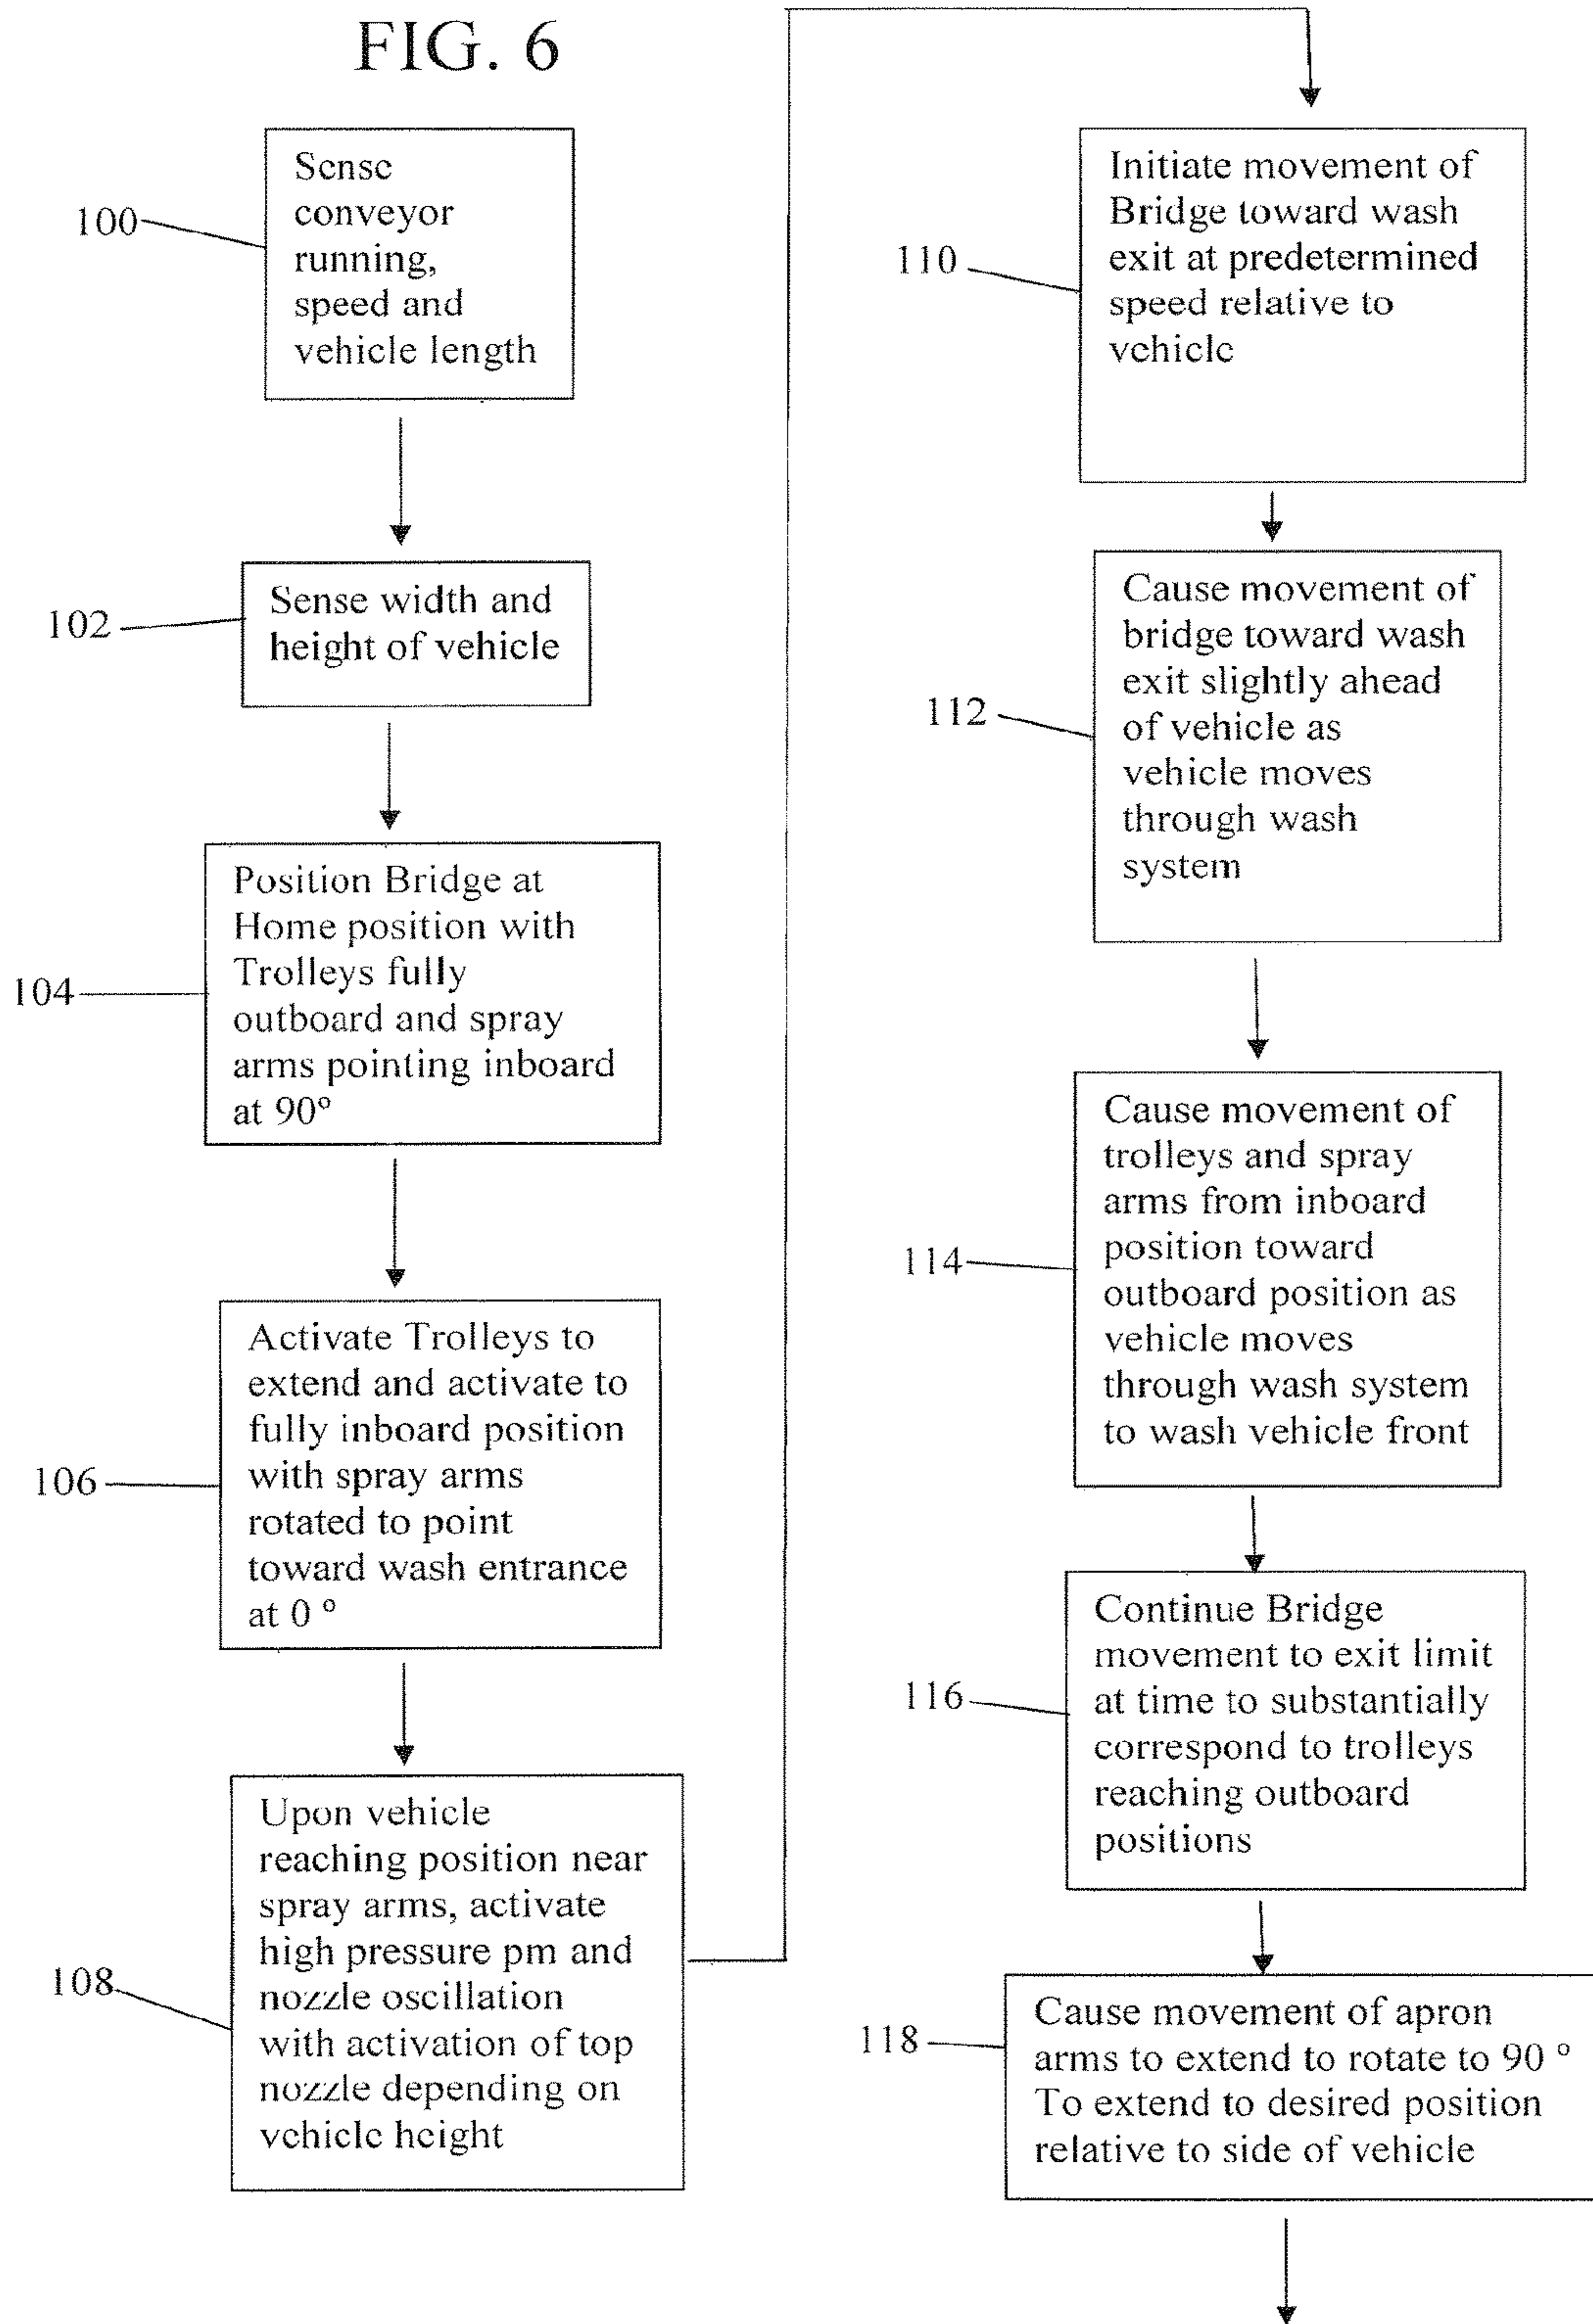 FIG. 6
100
Sense
conveyor
running,
speed and
vehicle length
102
Sense width and
height of vehicle
104
Position Bridge at
Home position with
Trolleys fully
outboard and spray
arms pointing inboard
at 90º
106
Activate Trolleys to
extend and activate to
fully inboard position
with spray arms
rotated to point
toward wash entrance
at 0 º
108
Upon vehicle
reaching position near
spray arms, activate
high pressure pm and
nozzle oscillation
with activation of top
nozzle depending on
vehicle height
110
Initiate movement of
Bridge toward wash
exit at predetermined
speed relative to
vehicle
112
Cause movement of
bridge toward wash
exit slightly ahead
of vehicle as
vehicle moves
through wash
system
114
Cause movement of
trolleys and spray
arms from inboard
position toward
outboard position as
vehicle moves
through wash system
to wash vehicle front
116
Continue Bridge
movement to exit limit
at time to substantially
correspond to trolleys
reaching outboard
positions
118
Cause movement of apron
arms to extend to rotate to 90 º
To extend to desired position
relative to side of vehicle